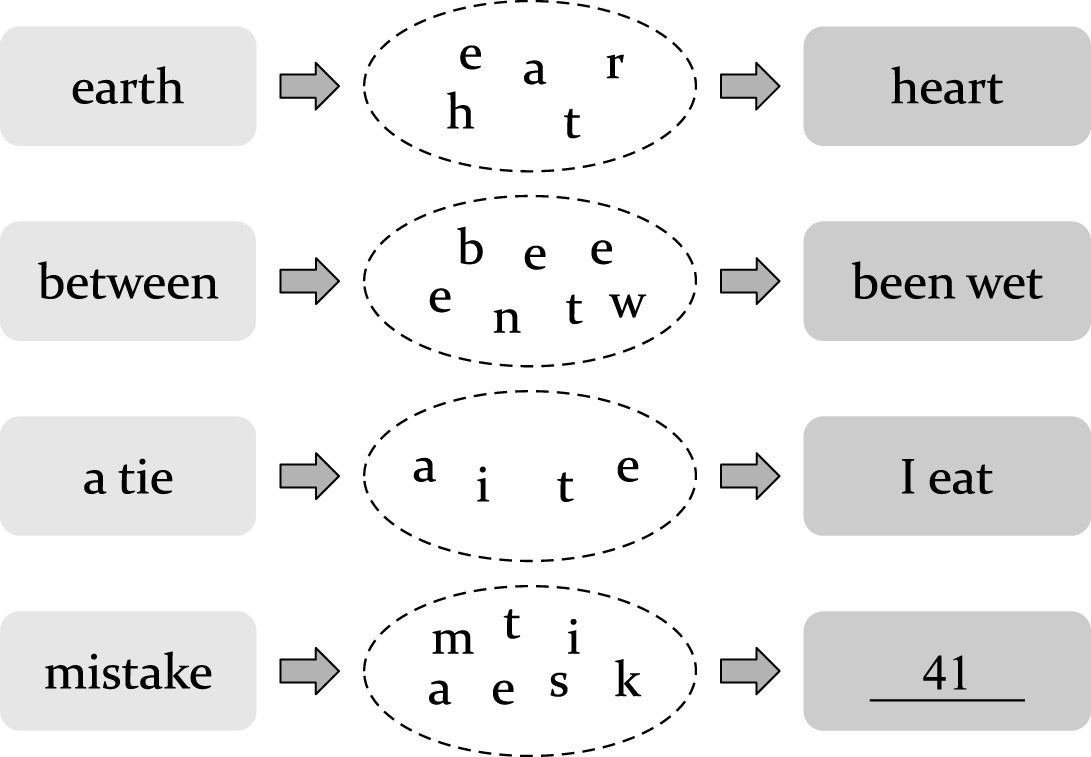 earth
e a r
h t
heart
between
b e e
e n t w
been wet
a tie
a i t e
I eat
mistake
m t i
a e s k
41